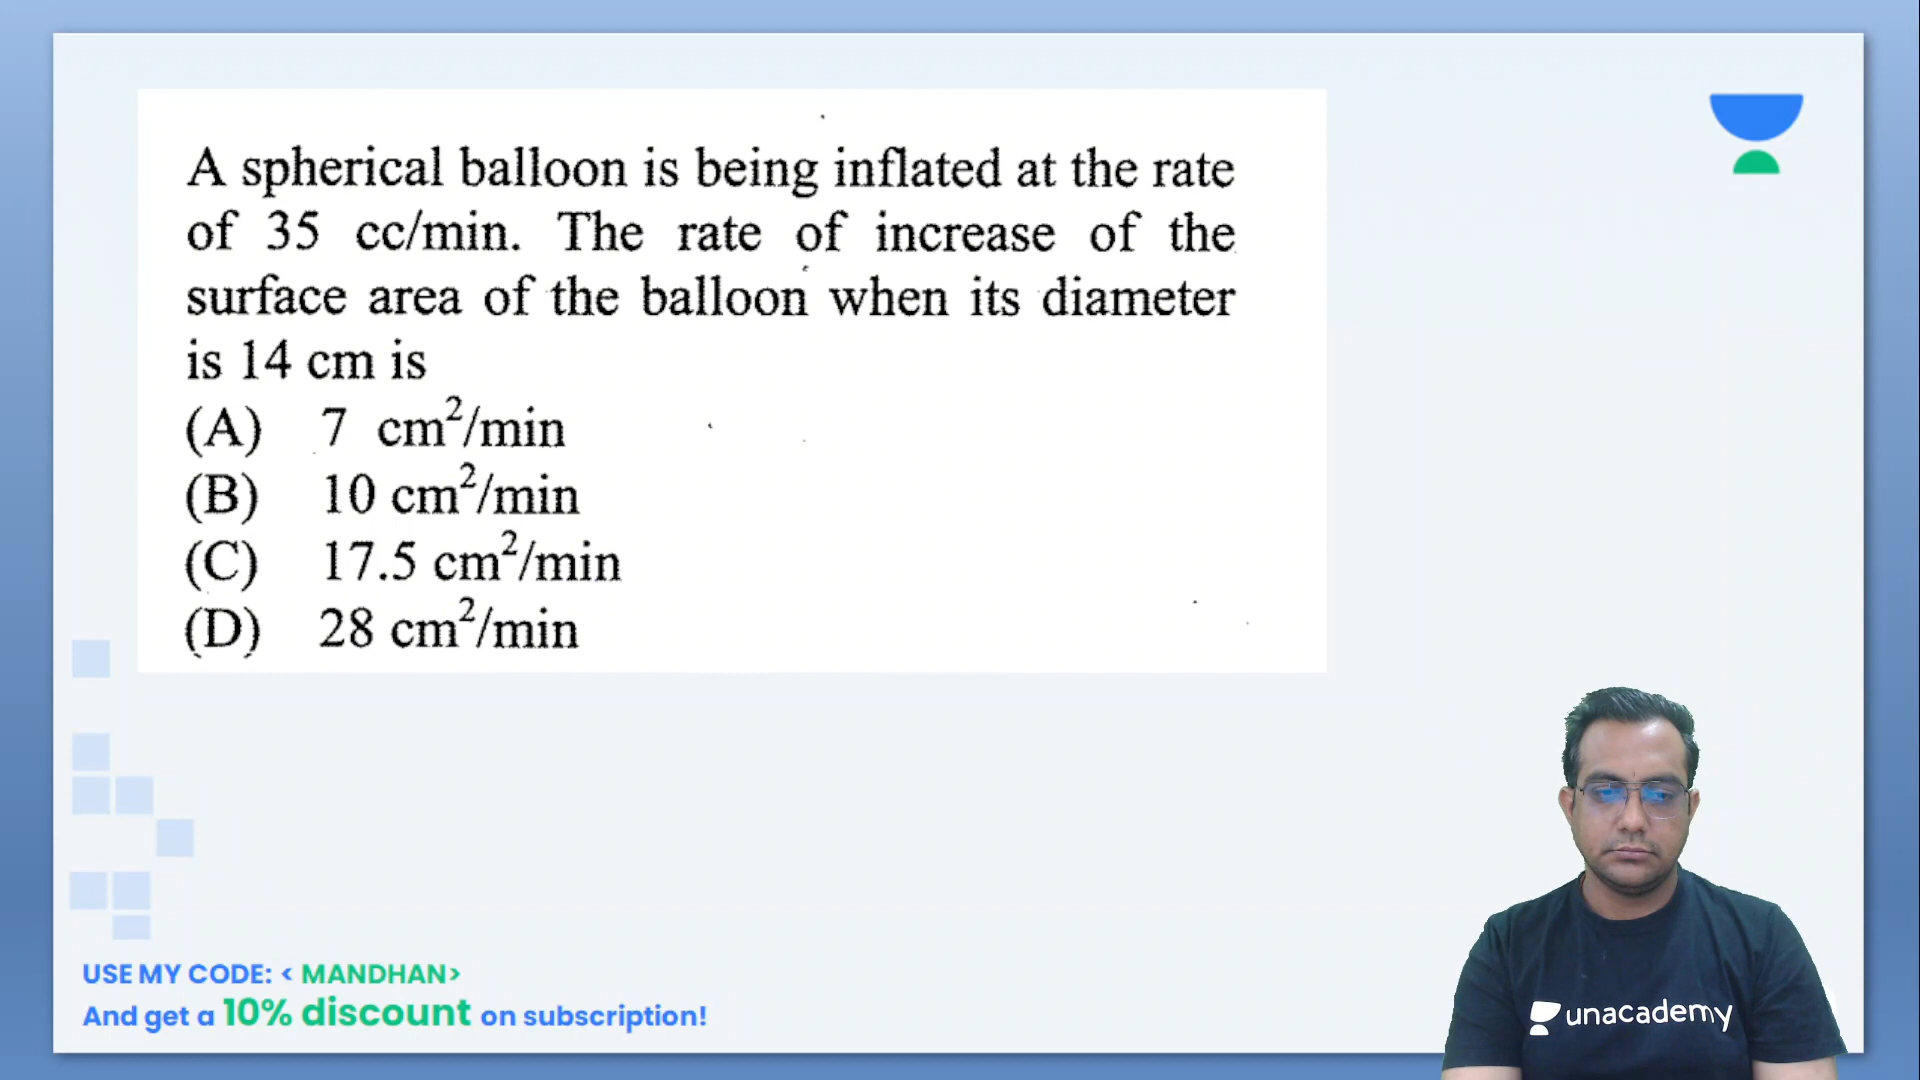 A spherical balloon is being inflated at the rate
of 35 cc/min. The rate of increase of the
surface area of the balloon when its diameter
is 14 cm is
(A) 7 cm²/min
(B) 10 cm²/min
(C) 17.5 cm²/min
(D) 28 cm²/min
USE MY CODE: < MANDHAN>
And get a 10% discount on subscription!
unacademy